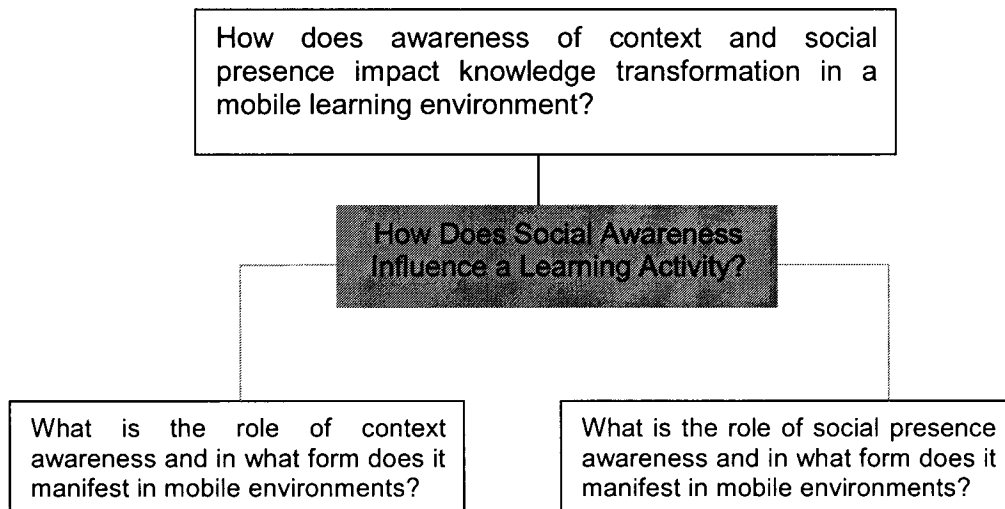 How does awareness of context and social
presence impact knowledge transformation in a
mobile learning environment?
How Does Social Awareness
Influence a Learning Activity?
What is the role of context
awareness and in what form does it
manifest in mobile environments?
What is the role of social presence
awareness and in what form does it
manifest in mobile environments?